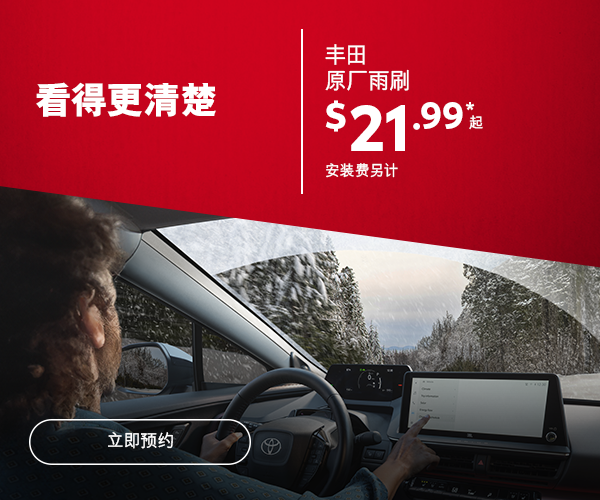 看得更清楚
丰田
原厂雨刷
$21.99*起
安装费另计
立即预约